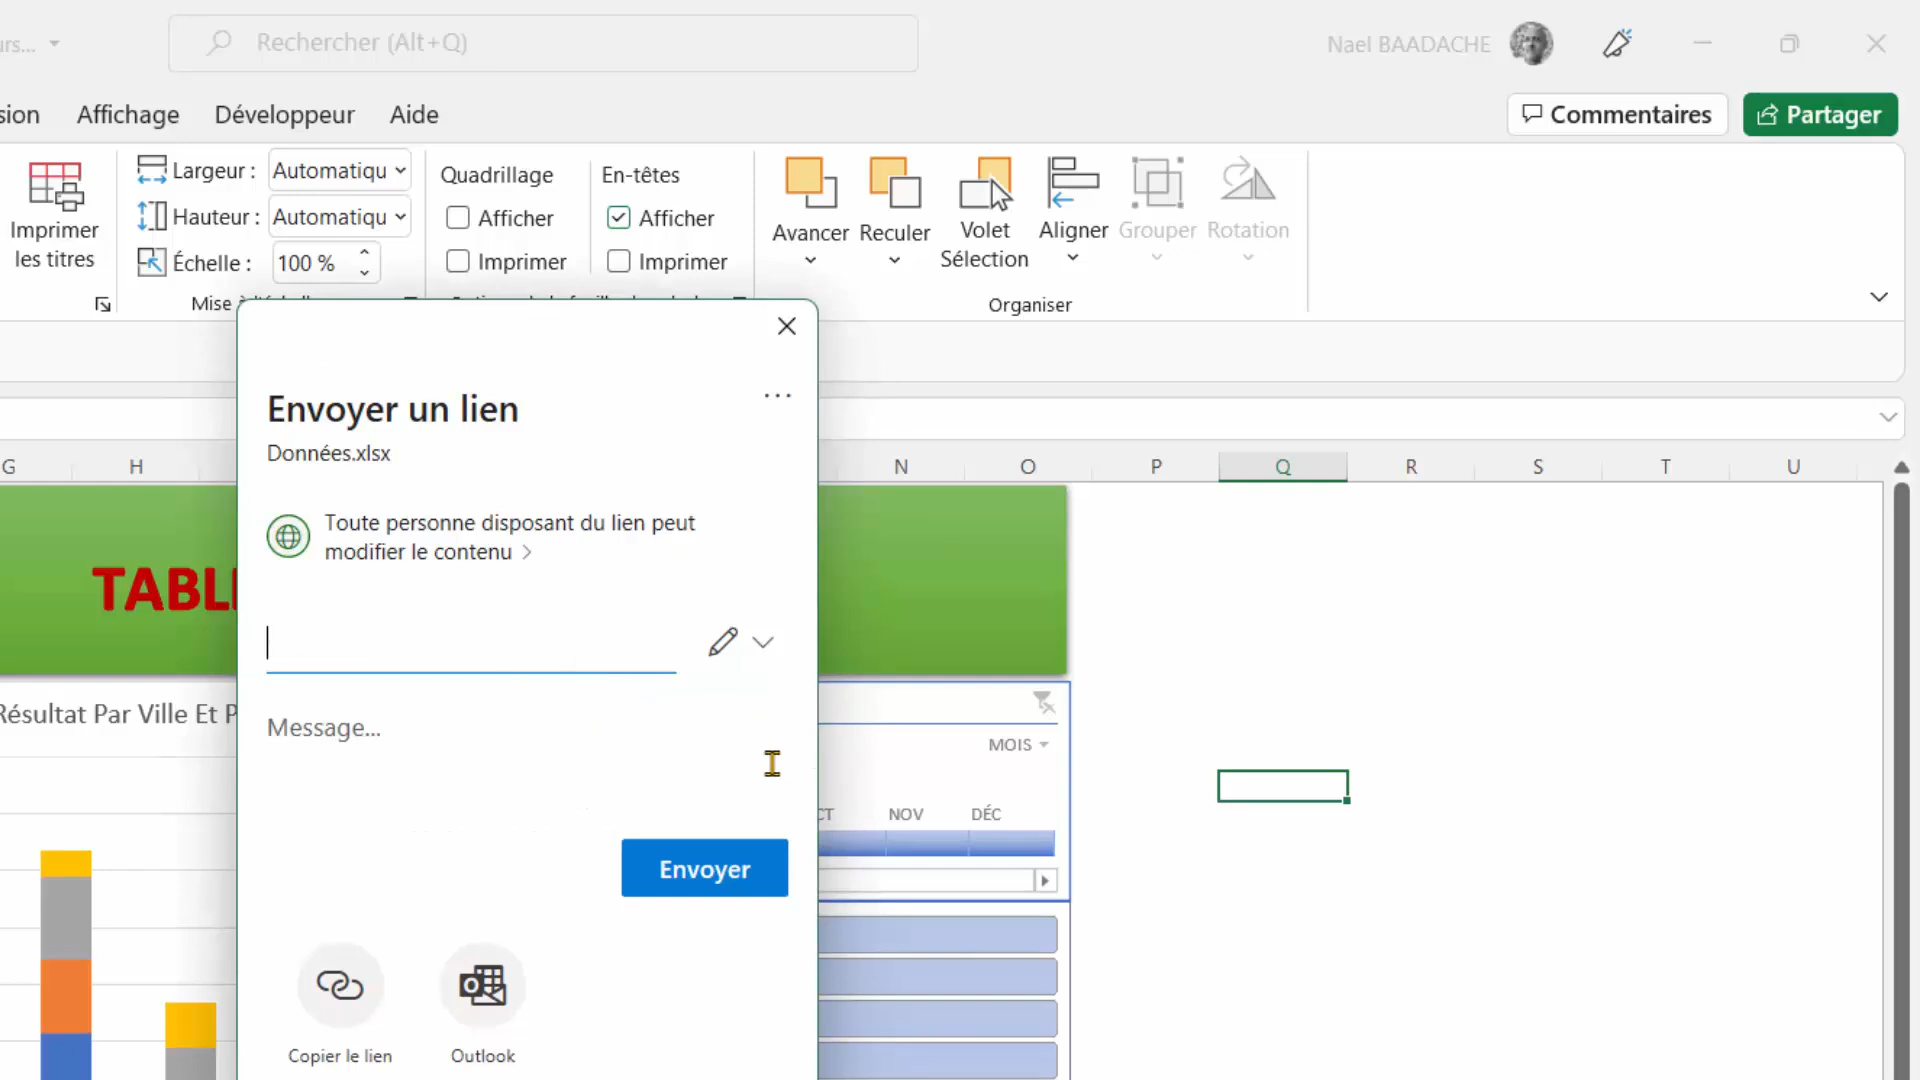 urs...
Rechercher (Alt+Q)
Nael BAADACHE
sion
Affichage
Développeur
Aide
Commentaires
Partager
Imprimer
les titres
Largeur :
Automatiqu
Hauteur :
Automatiqu
Échelle :
100 %
Mise
Quadrillage
Afficher
Imprimer
En-têtes
Afficher
Imprimer
Avancer
Reculer
Volet
Sélection
Aligner
Grouper
Rotation
Organiser
Envoyer un lien
Données.xlsx
Toute personne disposant du lien peut
modifier le contenu
Message...
Envoyer
Copier le lien
Outlook
G
H
N
O
P
Q
R
S
T
U
TABL
Résultat Par Ville Et P
MOIS
CT
NOV
DÉC